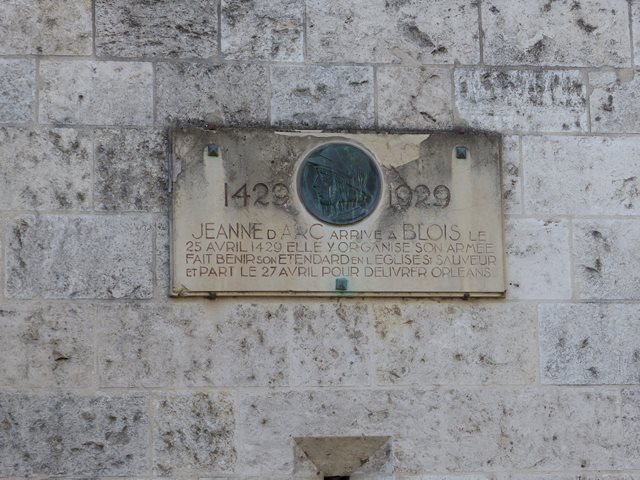 1429 1929
JEANNE D ARC ARRIVE A BLOIS LE
25 AVRIL 1429 ELLE Y ORGANISE SON ARMEE
FAIT BENIR SON ETENDARD EN L'EGLISE ST SAUVEUR
ET PART LE 27 AVRIL POUR DELIVRER ORLEANS